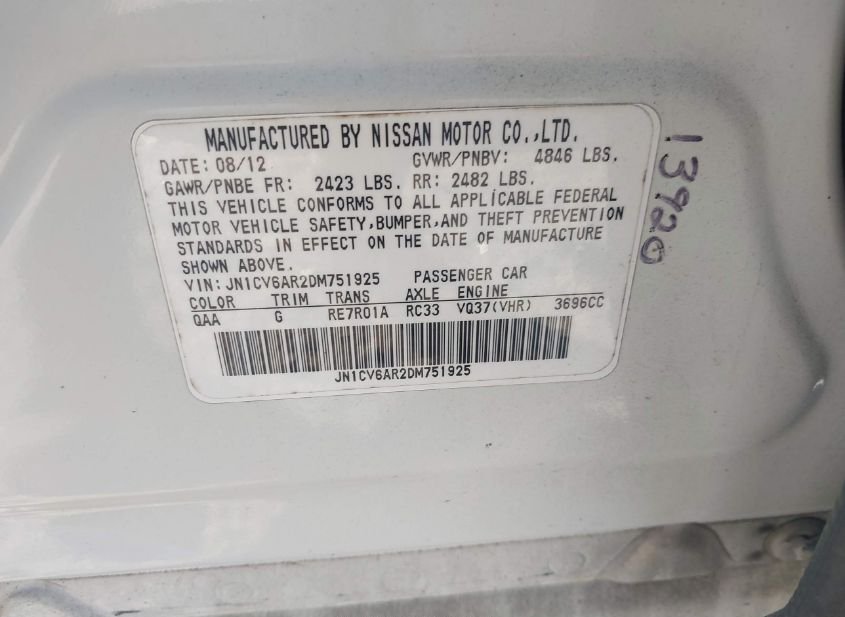 MANUFACTURED BY NISSAN MOTOR CO.,LTD.
DATE: 08/12 GVWR/PNBV: 4846 LBS.
GAWR/PNBE FR: 2423 LBS. RR: 2482 LBS.
THIS VEHICLE CONFORMS TO ALL APPLICABLE FEDERAL
MOTOR VEHICLE SAFETY,BUMPER,AND THEFT PREVENTION
STANDARDS IN EFFECT ON THE DATE OF MANUFACTURE
SHOWN ABOVE.
VIN: JN1CV6AR2DM751925 PASSENGER CAR
COLOR TRIM TRANS AXLE ENGINE
QAA G RE7R01A RC33 VQ37(VHR) 3696CC
JN1CV6AR2DM751925
13920